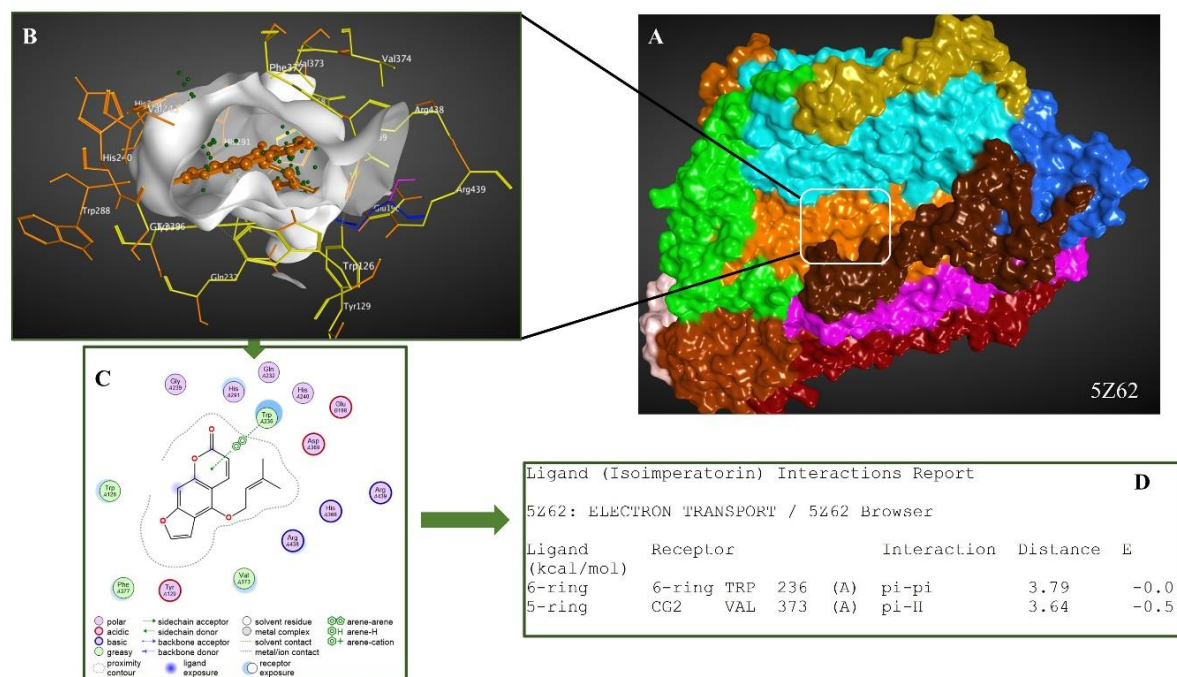 B
Phe377
Val373
Val374
Arg438
His240
Arg439
Trp288
Gln232
Trp126
Tyr129
A
5Z62
C
Gln
A232
Gly
A239
His
A291
His
A240
Trp
A236
Glu
B198
Asp
A369
Trp
A126
Arg
A439
His
A368
Arg
A438
Val
A373
Phe
A377
Tyr
A129
polar
acidic
basic
greasy
proximity
contour
sidechain acceptor
sidechain donor
backbone acceptor
backbone donor
ligand
exposure
solvent residue
metal complex
solvent contact
metal/ion contact
receptor
exposure
arene-arene
arene-H
arene-cation
D
Ligand (Isoimperatorin) Interactions Report
5Z62: ELECTRON TRANSPORT / 5Z62 Browser
Ligand Receptor Interaction Distance E
(kcal/mol)
6-ring 6-ring TRP 236 (A) pi-pi 3.79 -0.0
5-ring CG2 VAL 373 (A) pi-H 3.64 -0.5